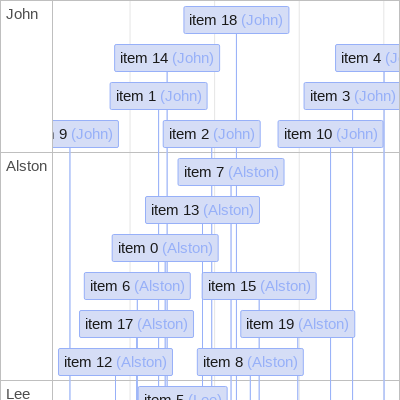 John
item 18 (John)
item 14 (John)
item 4 (J
item 1 (John)
item 3 (John)
9 (John)
item 2 (John)
item 10 (John)
Alston
item 7 (Alston)
item 13 (Alston)
item 0 (Alston)
item 6 (Alston)
item 15 (Alston)
item 17 (Alston)
item 19 (Alston)
item 12 (Alston)
item 8 (Alston)
Lee
item 5 (Lee)